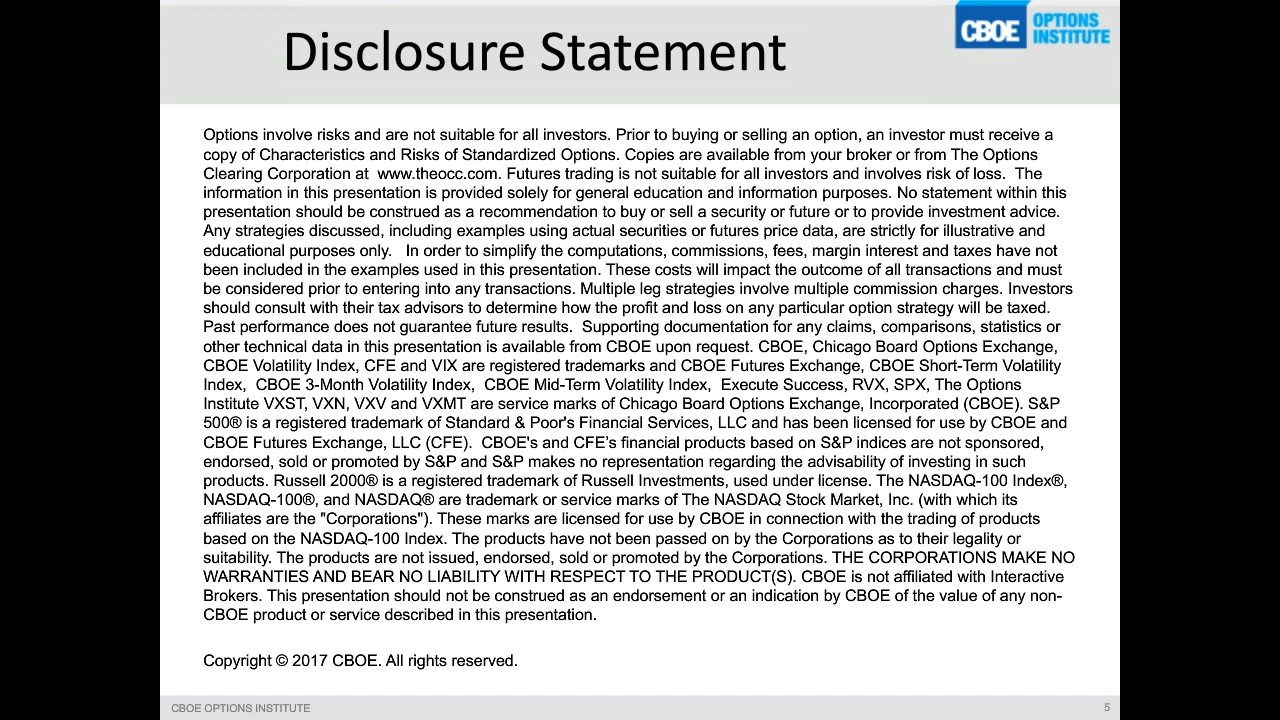 Disclosure Statement
CBOE OPTIONS
INSTITUTE
Options involve risks and are not suitable for all investors. Prior to buying or selling an option, an investor must receive a
copy of Characteristics and Risks of Standardized Options. Copies are available from your broker or from The Options
Clearing Corporation at  www.theocc.com. Futures trading is not suitable for all investors and involves risk of loss.  The
information in this presentation is provided solely for general education and information purposes. No statement within this
presentation should be construed as a recommendation to buy or sell a security or future or to provide investment advice.
Any strategies discussed, including examples using actual securities or futures price data, are strictly for illustrative and
educational purposes only.   In order to simplify the computations, commissions, fees, margin interest and taxes have not
been included in the examples used in this presentation. These costs will impact the outcome of all transactions and must
be considered prior to entering into any transactions. Multiple leg strategies involve multiple commission charges. Investors
should consult with their tax advisors to determine how the profit and loss on any particular option strategy will be taxed.
Past performance does not guarantee future results.  Supporting documentation for any claims, comparisons, statistics or
other technical data in this presentation is available from CBOE upon request. CBOE, Chicago Board Options Exchange,
CBOE Volatility Index, CFE and VIX are registered trademarks and CBOE Futures Exchange, CBOE Short-Term Volatility
Index,  CBOE 3-Month Volatility Index,  CBOE Mid-Term Volatility Index,  Execute Success, RVX, SPX, The Options
Institute VXST, VXN, VXV and VXMT are service marks of Chicago Board Options Exchange, Incorporated (CBOE). S&P
500® is a registered trademark of Standard & Poor's Financial Services, LLC and has been licensed for use by CBOE and
CBOE Futures Exchange, LLC (CFE).  CBOE's and CFE’s financial products based on S&P indices are not sponsored,
endorsed, sold or promoted by S&P and S&P makes no representation regarding the advisability of investing in such
products. Russell 2000® is a registered trademark of Russell Investments, used under license. The NASDAQ-100 Index®,
NASDAQ-100®, and NASDAQ® are trademark or service marks of The NASDAQ Stock Market, Inc. (with which its
affiliates are the "Corporations"). These marks are licensed for use by CBOE in connection with the trading of products
based on the NASDAQ-100 Index. The products have not been passed on by the Corporations as to their legality or
suitability. The products are not issued, endorsed, sold or promoted by the Corporations. THE CORPORATIONS MAKE NO
WARRANTIES AND BEAR NO LIABILITY WITH RESPECT TO THE PRODUCT(S). CBOE is not affiliated with Interactive
Brokers. This presentation should not be construed as an endorsement or an indication by CBOE of the value of any non-
CBOE product or service described in this presentation.
Copyright © 2017 CBOE. All rights reserved.
CBOE OPTIONS INSTITUTE
5